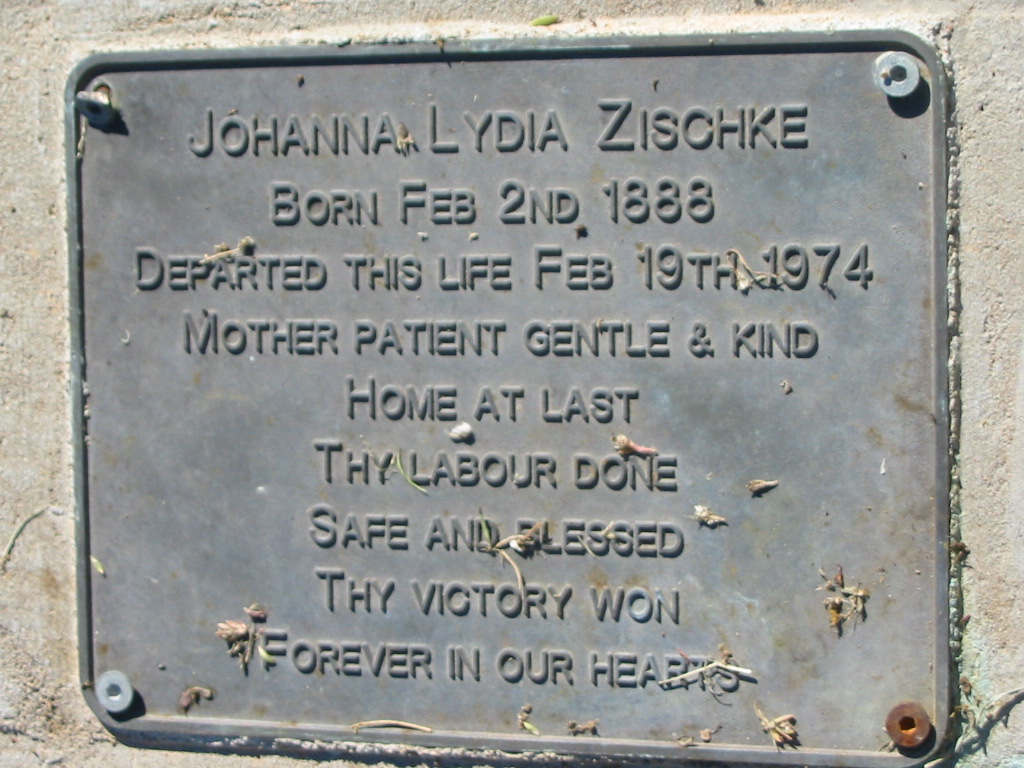 Johanna Lydia Zischke
Born Feb 2nd 1888
Departed this life Feb 19th 1974
Mother patient gentle & kind
Home at last
Thy labour done
Safe and blessed
Thy victory won
Forever in our hearts